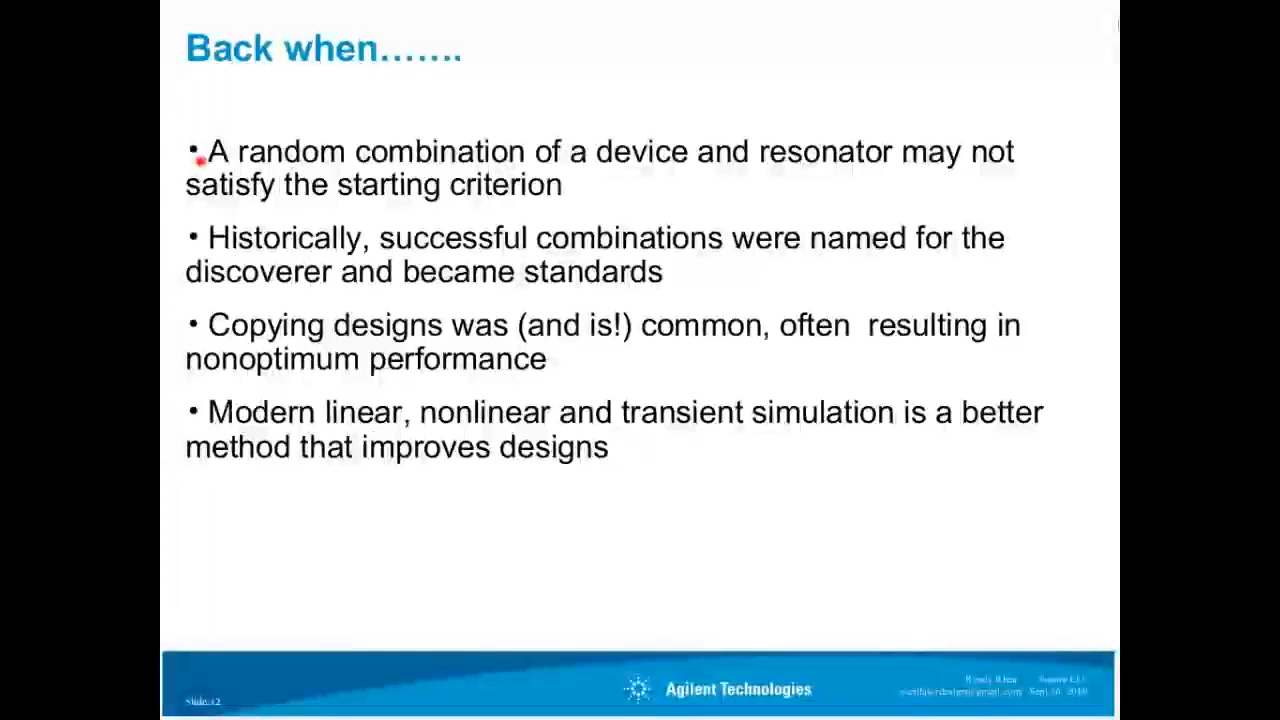 Back when…….
• A random combination of a device and resonator may not
satisfy the starting criterion
• Historically, successful combinations were named for the
discoverer and became standards
• Copying designs was (and is!) common, often resulting in
nonoptimum performance
• Modern linear, nonlinear and transient simulation is a better
method that improves designs
Slide 12
Agilent Technologies